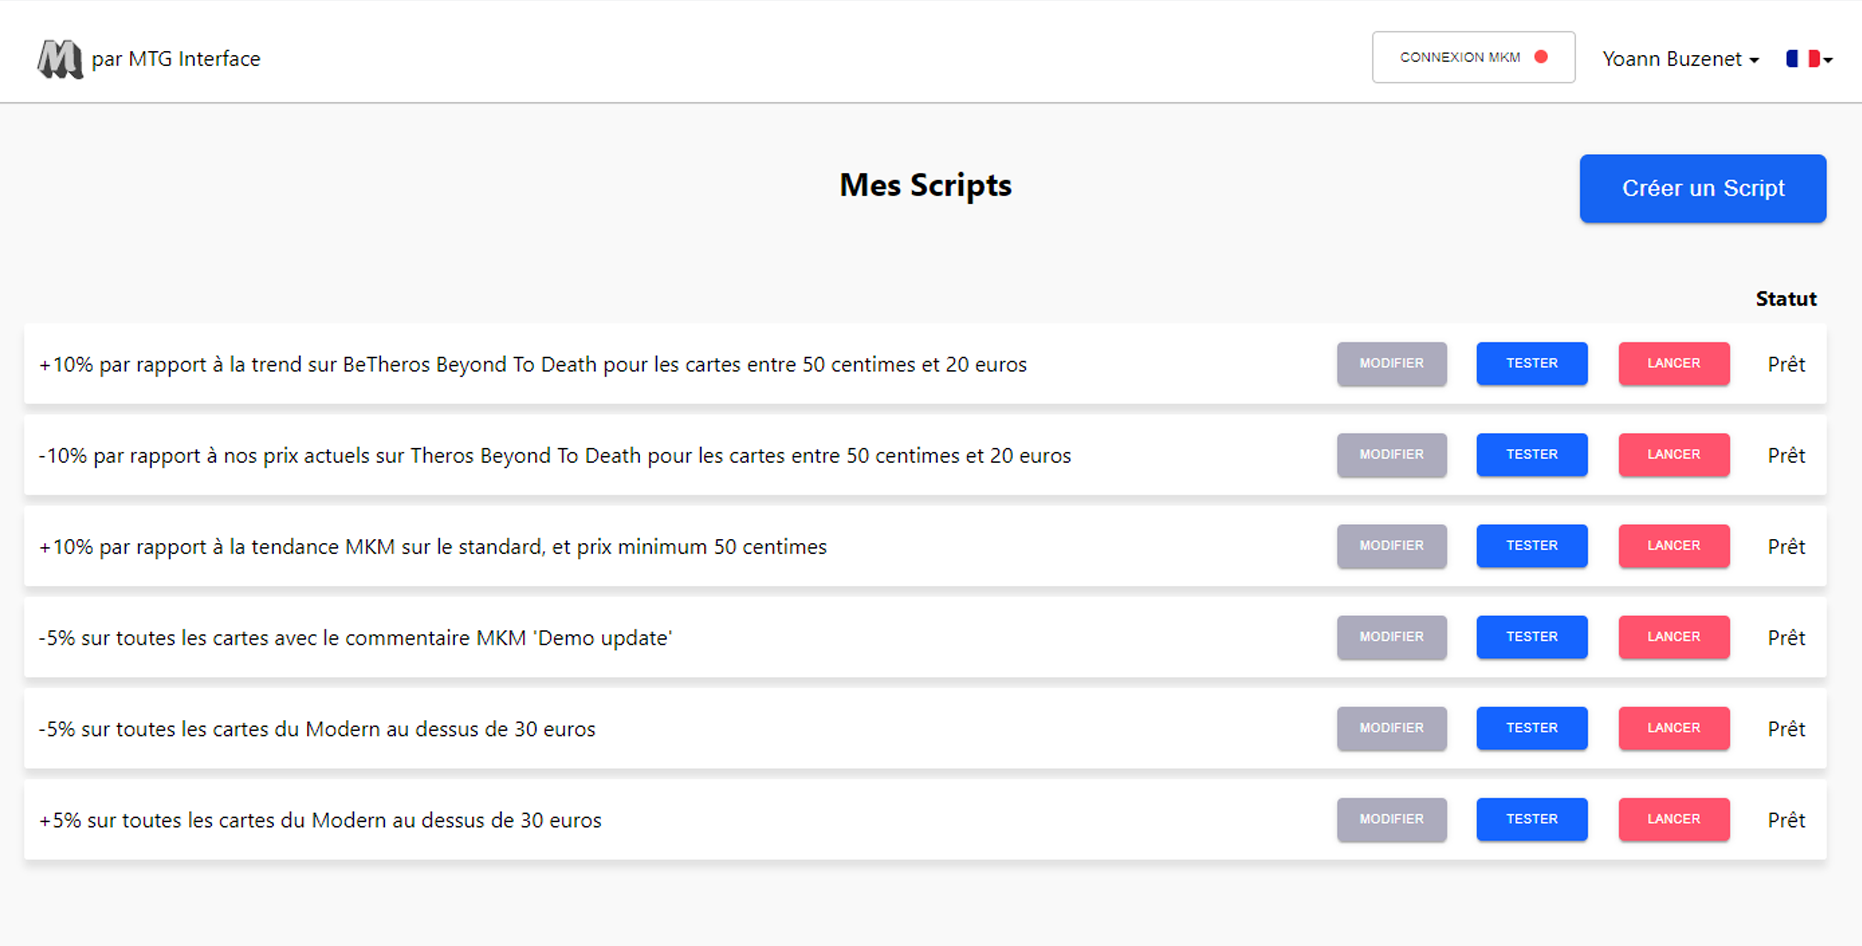 M par MTG Interface
CONNEXION MKM
Yoann Buzenet
Mes Scripts
Créer un Script
Statut
+10% par rapport à la trend sur BeTheros Beyond To Death pour les cartes entre 50 centimes et 20 euros MODIFIER TESTER LANCER Prêt
-10% par rapport à nos prix actuels sur Theros Beyond To Death pour les cartes entre 50 centimes et 20 euros MODIFIER TESTER LANCER Prêt
+10% par rapport à la tendance MKM sur le standard, et prix minimum 50 centimes MODIFIER TESTER LANCER Prêt
-5% sur toutes les cartes avec le commentaire MKM 'Demo update' MODIFIER TESTER LANCER Prêt
-5% sur toutes les cartes du Modern au dessus de 30 euros MODIFIER TESTER LANCER Prêt
+5% sur toutes les cartes du Modern au dessus de 30 euros MODIFIER TESTER LANCER Prêt